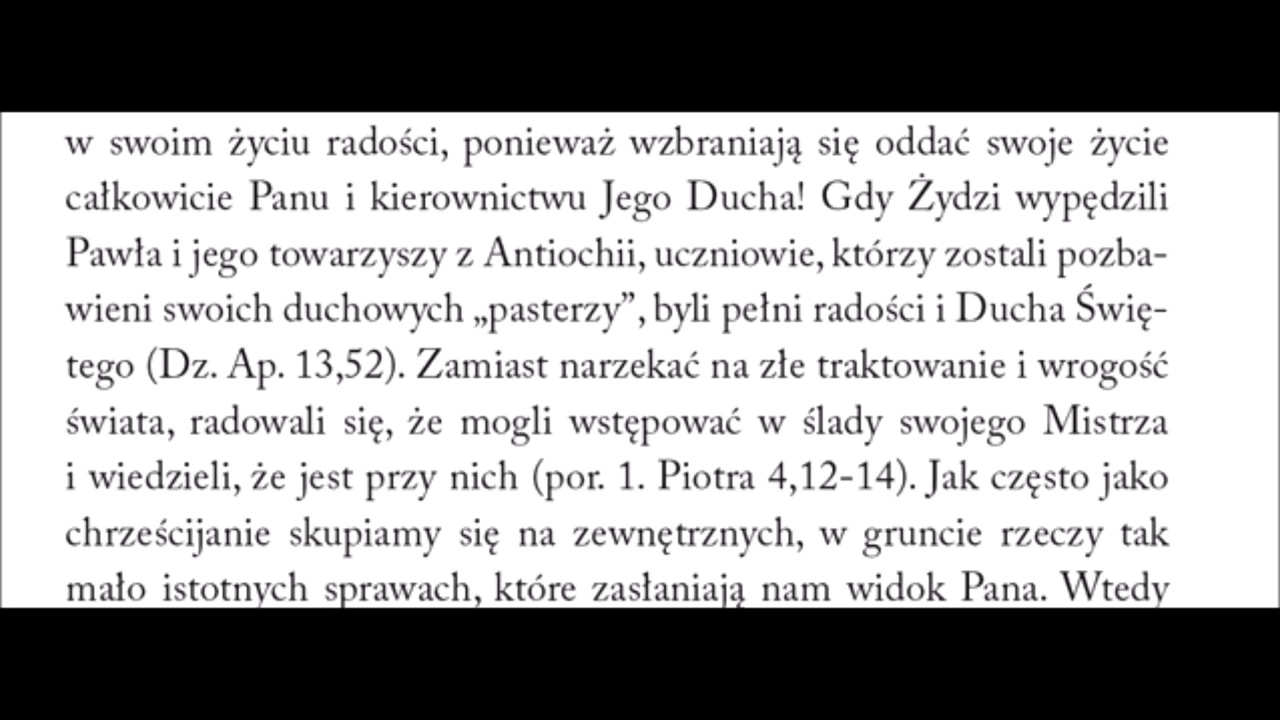 w swoim życiu radości, ponieważ wzbraniają się oddać swoje życie
całkowicie Panu i kierownictwu Jego Ducha! Gdy Żydzi wypędzili
Pawła i jego towarzyszy z Antiochii, uczniowie, którzy zostali pozba-
wieni swoich duchowych „pasterzy”, byli pełni radości i Ducha Świę-
tego (Dz. Ap. 13,52). Zamiast narzekać na złe traktowanie i wrogość
świata, radowali się, że mogli wstępować w ślady swojego Mistrza
i wiedzieli, że jest przy nich (por. 1. Piotra 4,12-14). Jak często jako
chrześcijanie skupiamy się na zewnętrznych, w gruncie rzeczy tak
mało istotnych sprawach, które zasłaniają nam widok Pana. Wtedy